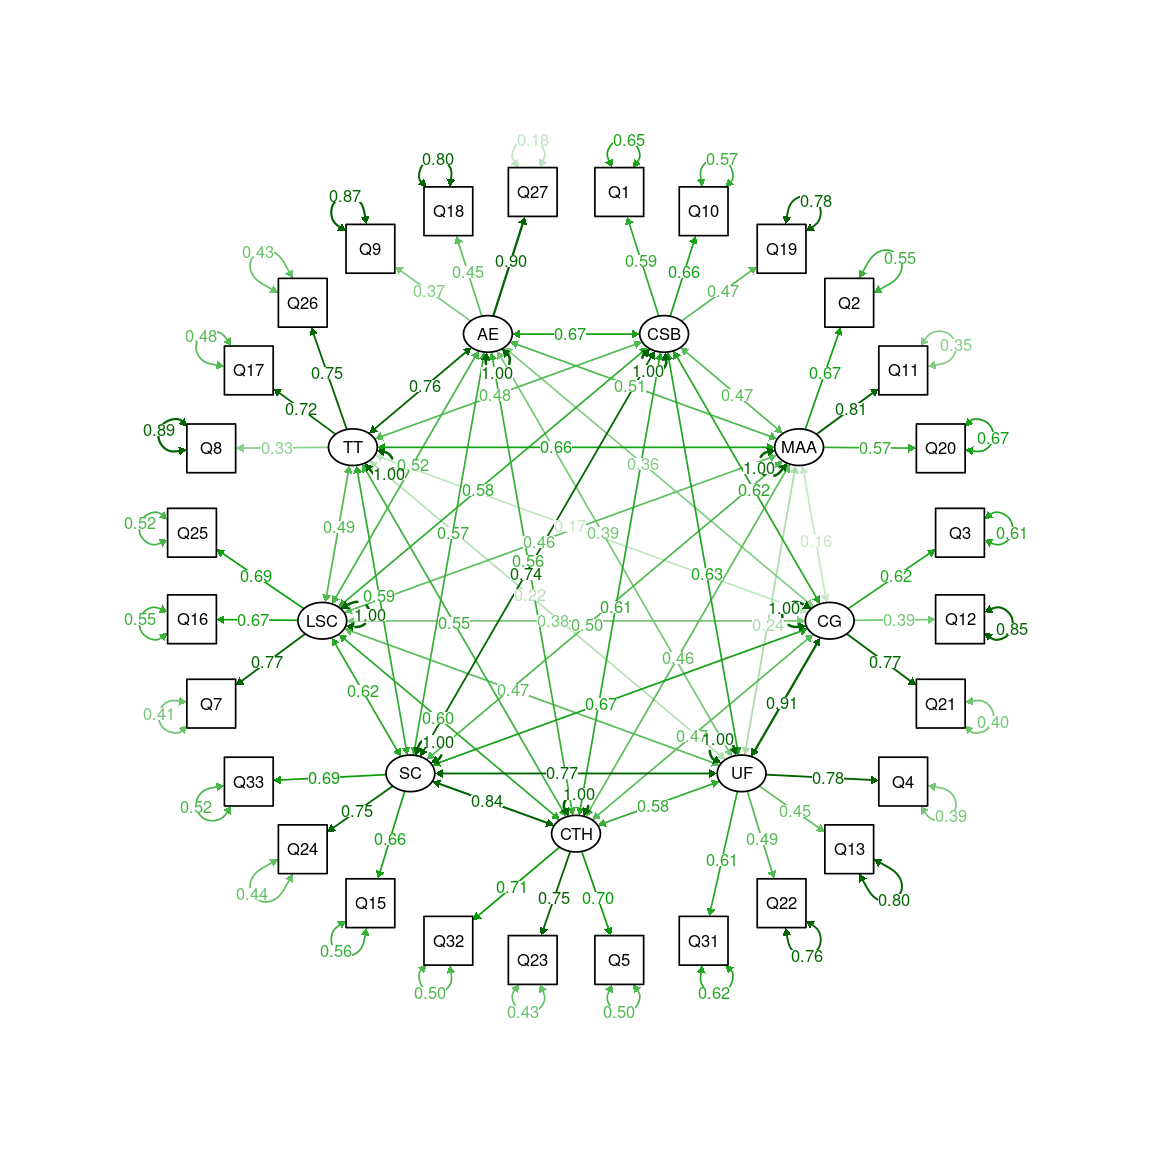 0.18 0.65
0.80 0.57
0.87 Q27 Q1 0.78
Q18 Q10
Q9 Q19
0.43 0.55
0.90 0.59 0.66
0.45
0.37 0.47
Q26 Q2
0.48 AE 0.67 CSB 0.35
Q17 Q11
0.75 1.00 1.00 0.67
0.76 0.51
0.48 0.47
0.72 0.81
0.89 0.67
Q8 0.33 TT 0.66 MAA 0.57 Q20
0.52 0.36 1.00
1.00
0.58 0.62
0.52 0.49 0.17 0.61
Q25 0.57 0.39 Q3
0.46 0.16
0.56
0.69 0.74 0.63 0.62
0.59 0.22
0.61 1.00
0.55 Q16 0.67 LSC 1.00 0.55 0.38 0.50 0.24 CG 0.39 Q12 0.85
0.46
0.77 0.77
0.62 0.47
Q7 0.67 0.91 Q21
0.41 0.60 0.40
0.47
1.00 1.00
Q33 0.69 SC 0.77 UF 0.78 Q4
1.00
0.52 0.75 0.84 0.58 0.45 0.39
CTH
0.66 0.49
Q24 0.61 Q13
0.71
0.44 0.75 0.70 0.80
Q15 Q22
Q32 Q31
0.56 0.76
Q23 Q5
0.50 0.62
0.43 0.50